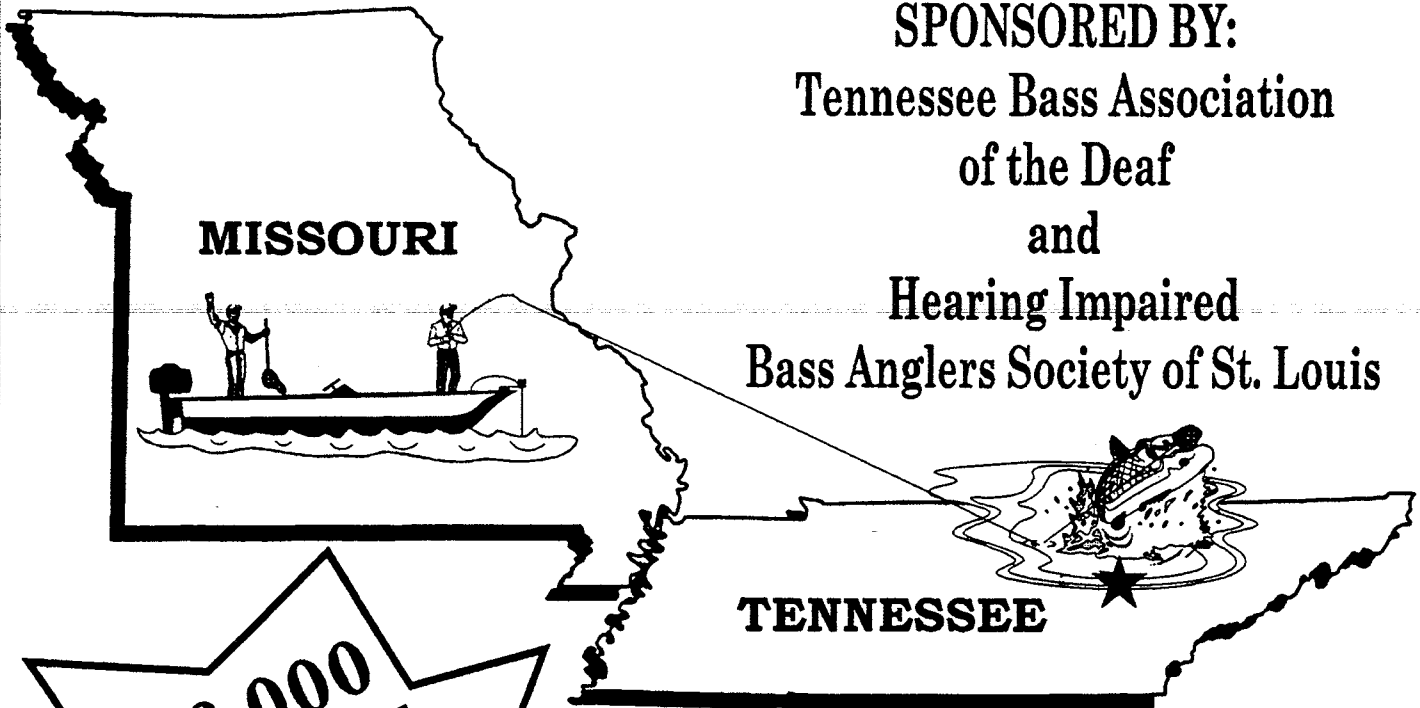 SPONSORED BY:
Tennessee Bass Association
of the Deaf
and
Hearing Impaired
Bass Anglers Society of St. Louis
MISSOURI
TENNESSEE
,000